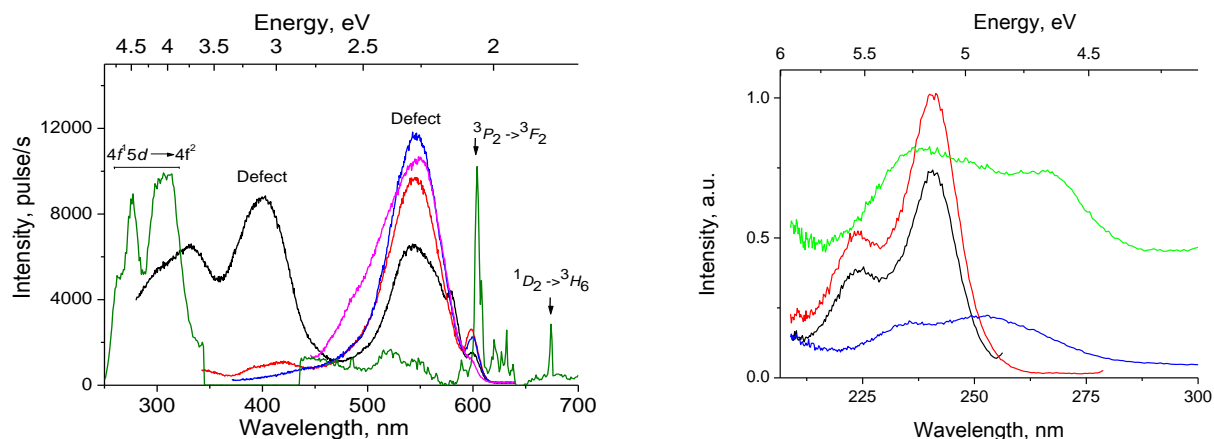 Energy, eV
4.5 4 3.5 3 2.5 2
Intensity, pulse/s
12000
8000
4000
0
4f¹5d → 4f²
Defect
Defect
³P₂ ->³F₂
¹D₂ ->³H₆
300 400 500 600 700
Wavelength, nm
Energy, eV
6 5.5 5 4.5
Intensity, a.u.
1.0
0.5
0.0
225 250 275 300
Wavelength, nm